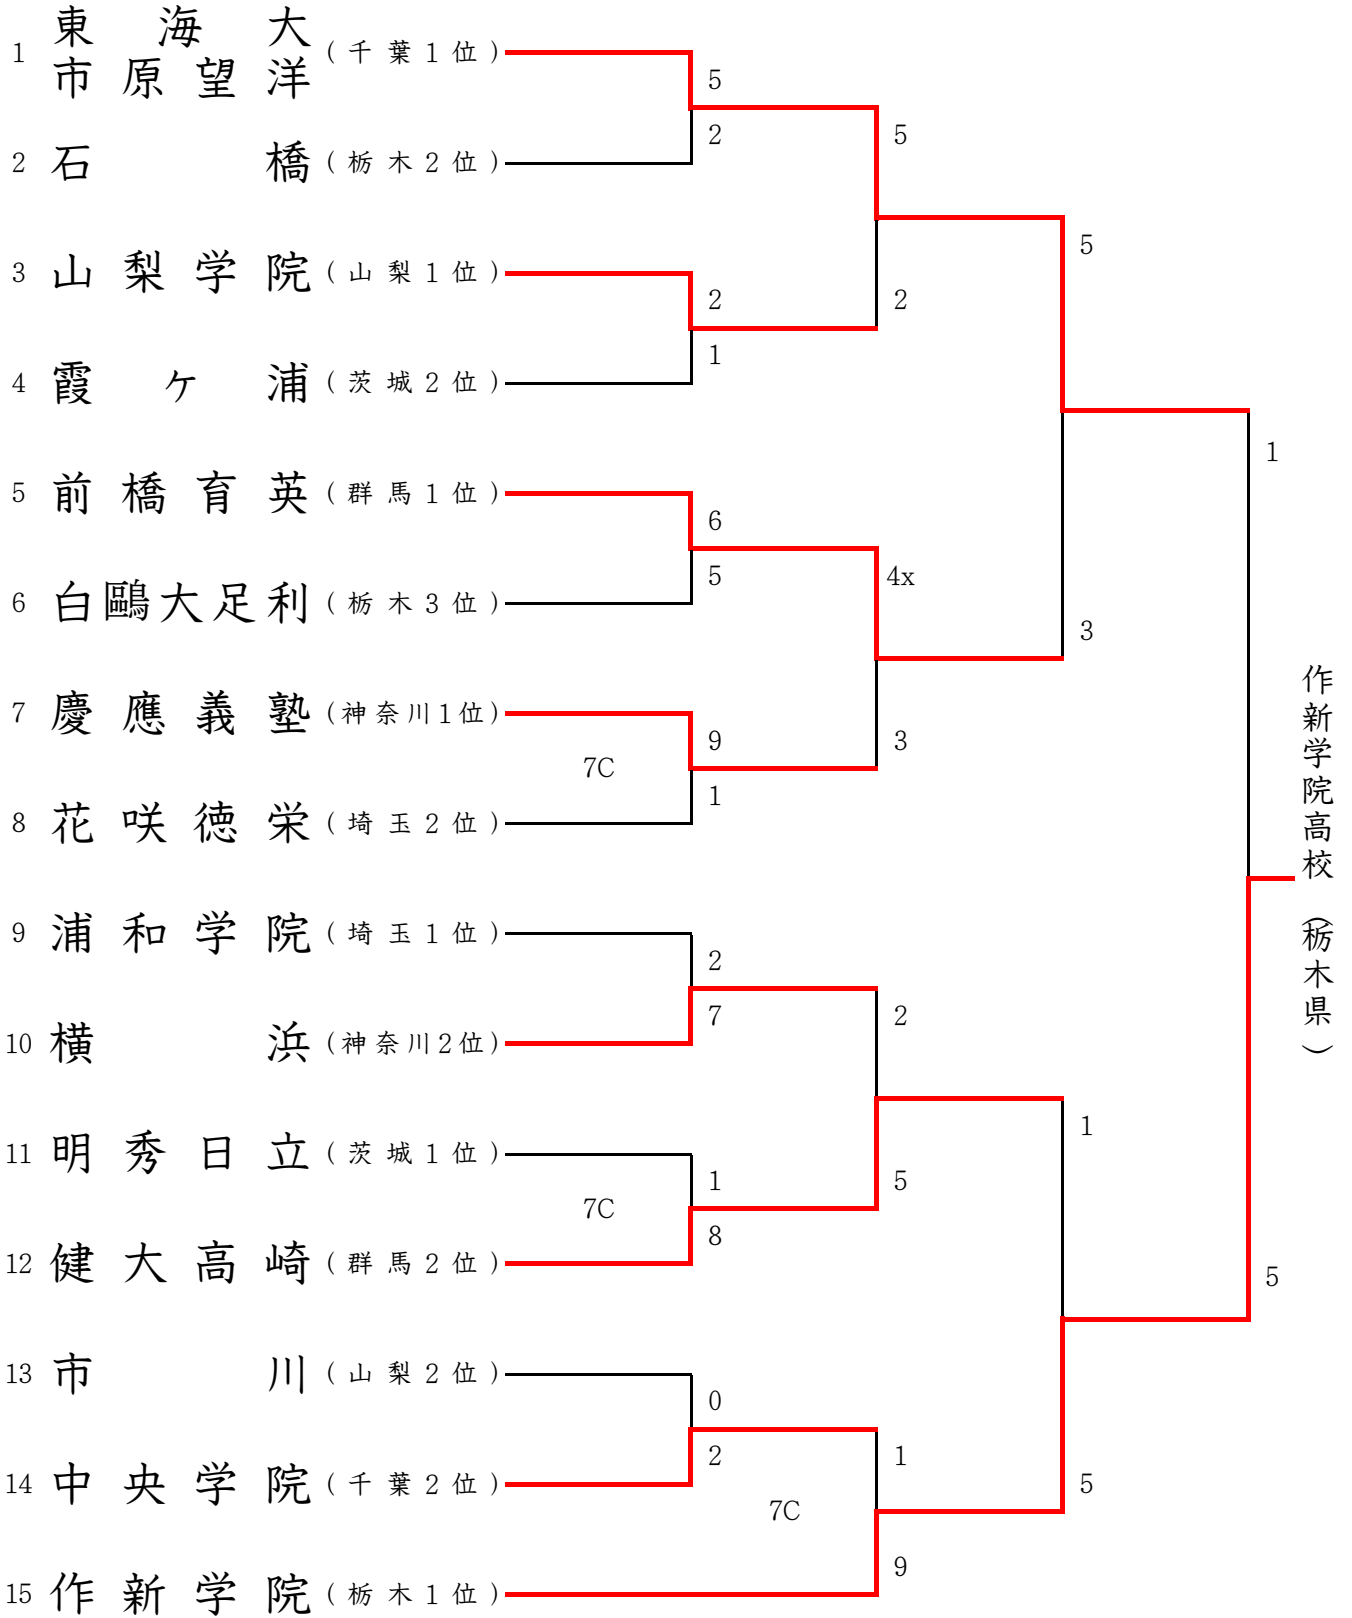 1 東海大市原望洋 (千葉1位)
2 石橋 (栃木2位)
3 山梨学院 (山梨1位)
4 霞ヶ浦 (茨城2位)
5 前橋育英 (群馬1位)
6 白鷗大足利 (栃木3位)
7 慶應義塾 (神奈川1位)
8 花咲徳栄 (埼玉2位)
9 浦和学院 (埼玉1位)
10 横浜 (神奈川2位)
11 明秀日立 (茨城1位)
12 健大高崎 (群馬2位)
13 市川 (山梨2位)
14 中央学院 (千葉2位)
15 作新学院 (栃木1位)
5
2
2
1
6
5
7C
9
1
2
7
7C
1
8
0
2
5
2
4x
3
2
5
7C
1
9
5
3
1
5
1
5
作新学院高校(栃木県)